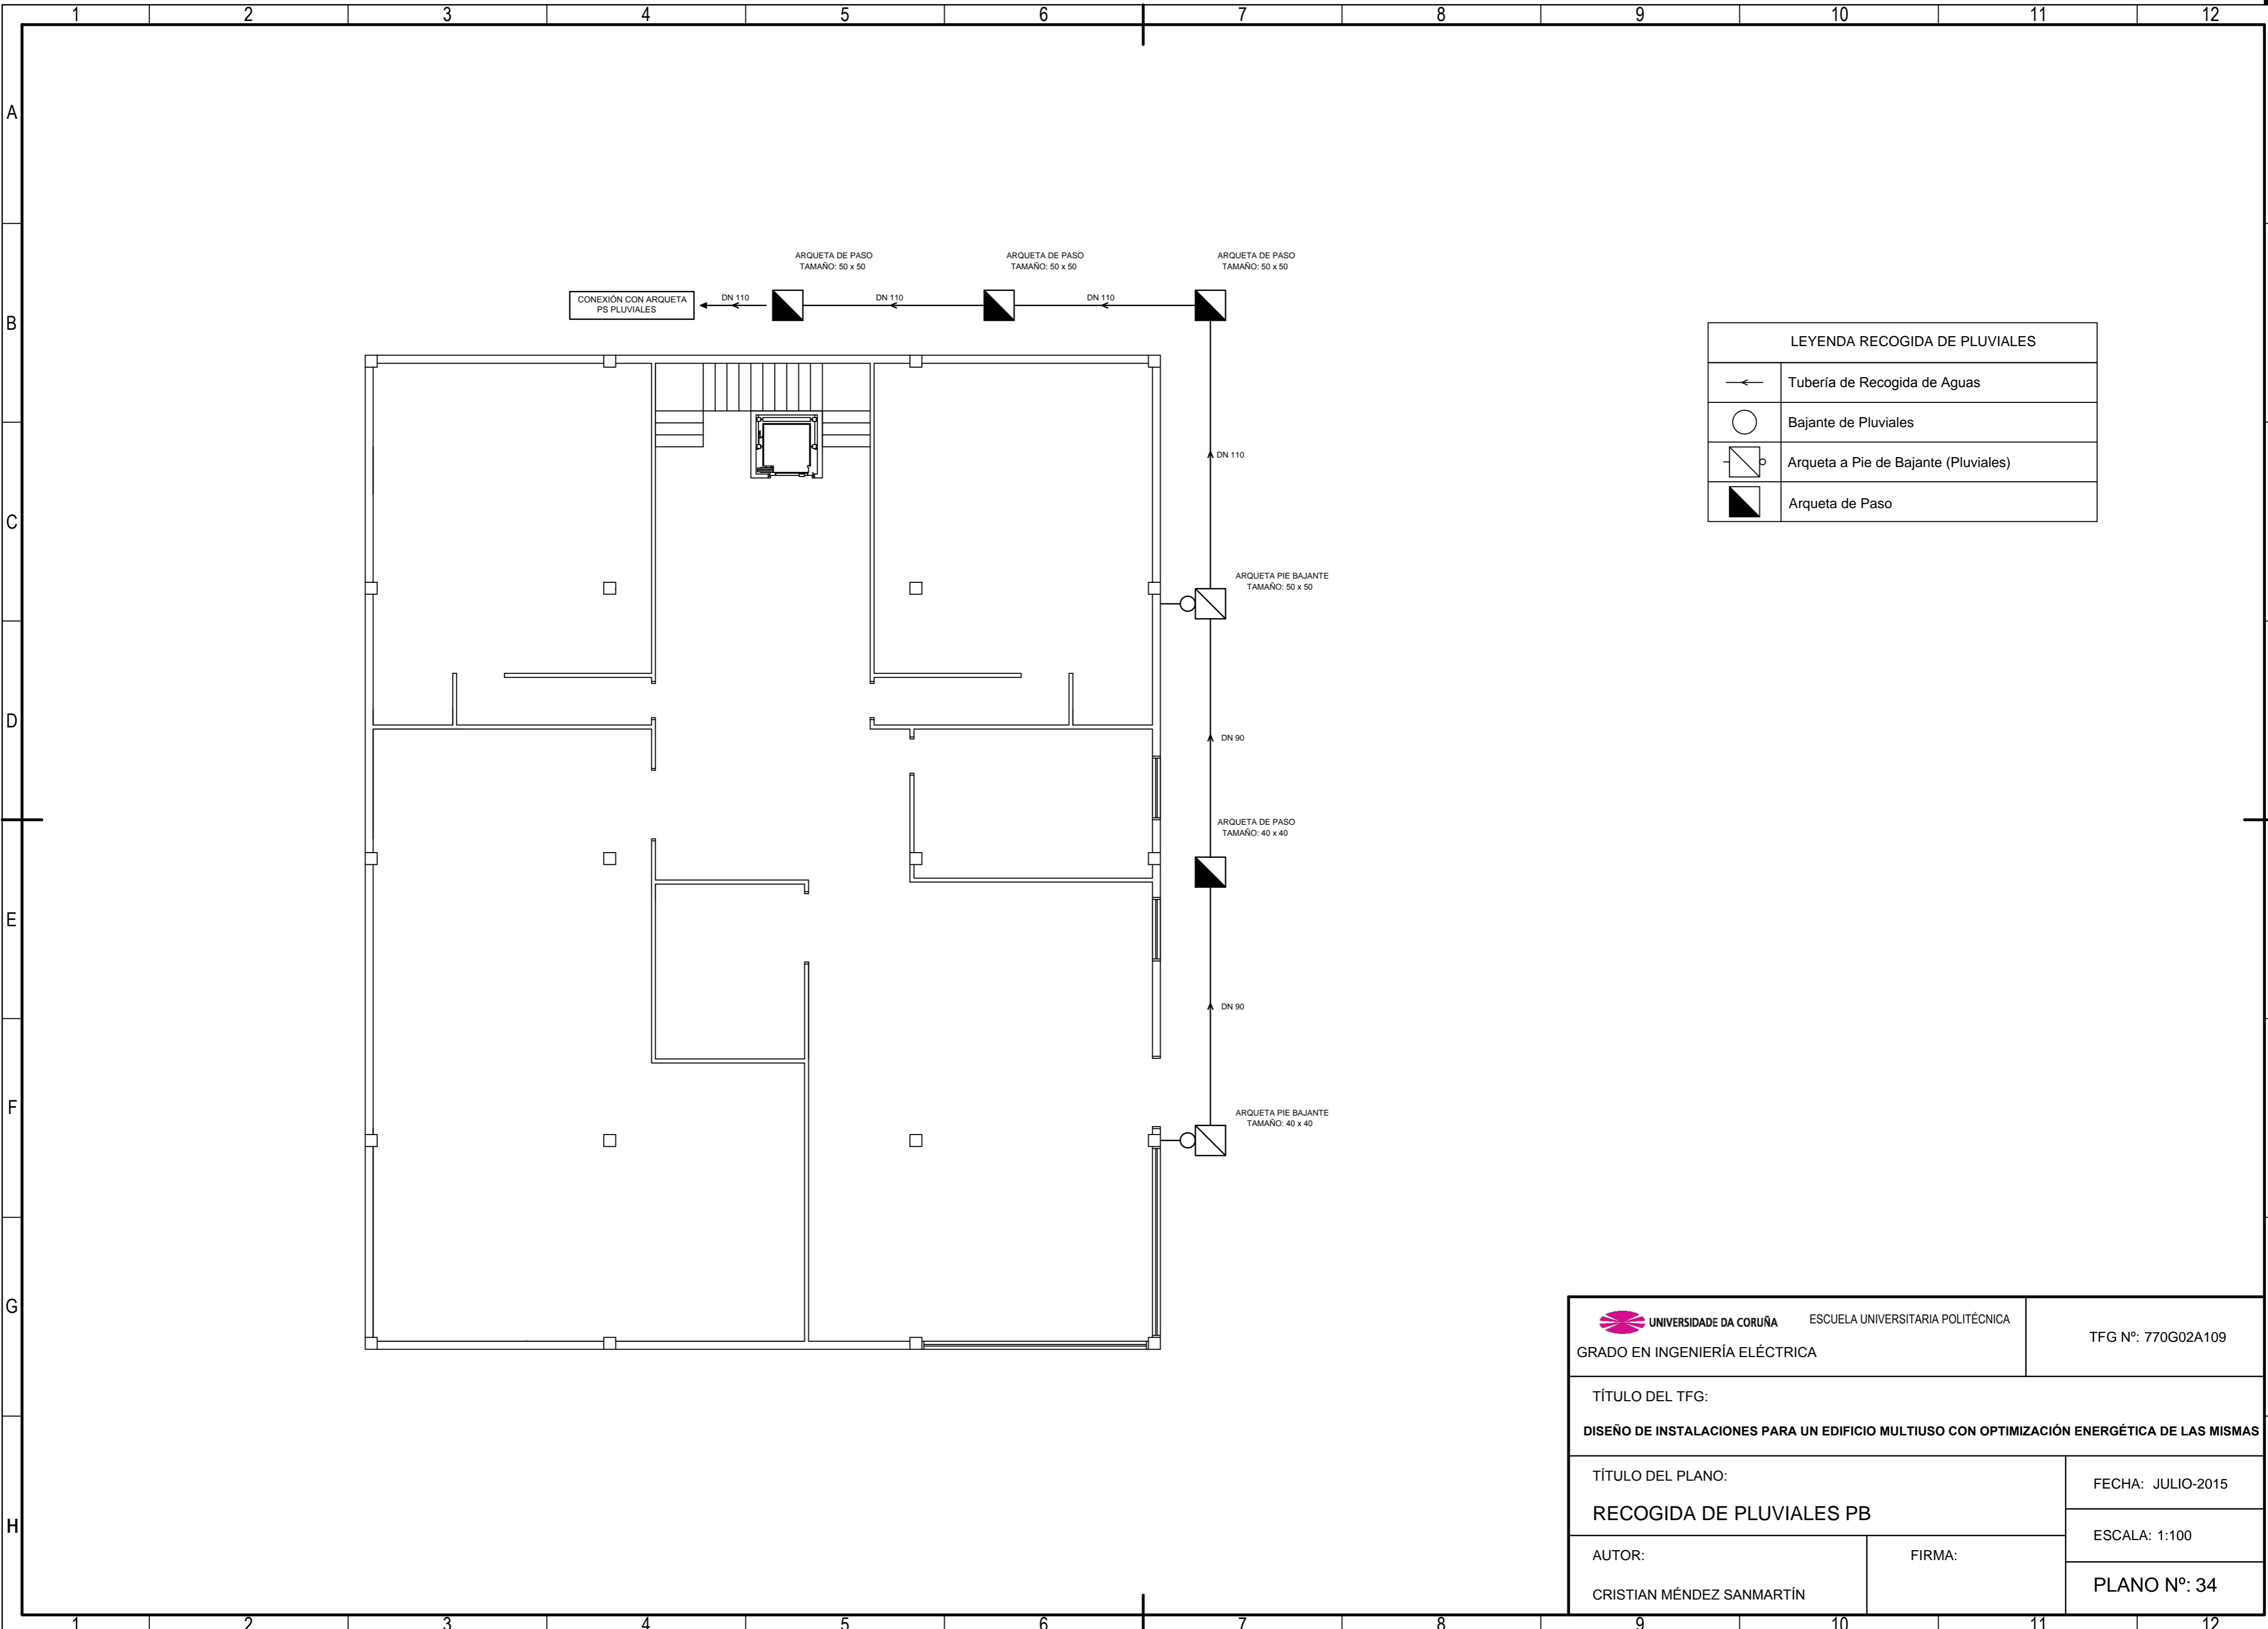 1 2 3 4 5 6 7 8 9 10 11 12
A
B
C
D
E
F
G
H
ARQUETA DE PASO
TAMAÑO: 50 x 50
ARQUETA DE PASO
TAMAÑO: 50 x 50
ARQUETA DE PASO
TAMAÑO: 50 x 50
CONEXIÓN CON ARQUETA
PS PLUVIALES
DN 110
DN 110
DN 110
DN 110
ARQUETA PIE BAJANTE
TAMAÑO: 50 x 50
DN 90
ARQUETA DE PASO
TAMAÑO: 40 x 40
DN 90
ARQUETA PIE BAJANTE
TAMAÑO: 40 x 40
LEYENDA RECOGIDA DE PLUVIALES
Tubería de Recogida de Aguas
Bajante de Pluviales
Arqueta a Pie de Bajante (Pluviales)
Arqueta de Paso
UNIVERSIDADE DA CORUÑA
ESCUELA UNIVERSITARIA POLITÉCNICA
GRADO EN INGENIERÍA ELÉCTRICA
TFG Nº: 770G02A109
TÍTULO DEL TFG:
DISEÑO DE INSTALACIONES PARA UN EDIFICIO MULTIUSO CON OPTIMIZACIÓN ENERGÉTICA DE LAS MISMAS
TÍTULO DEL PLANO:
RECOGIDA DE PLUVIALES PB
FECHA: JULIO-2015
ESCALA: 1:100
AUTOR:
CRISTIAN MÉNDEZ SANMARTÍN
FIRMA:
PLANO Nº: 34
1 2 3 4 5 6 7 8 9 10 11 12